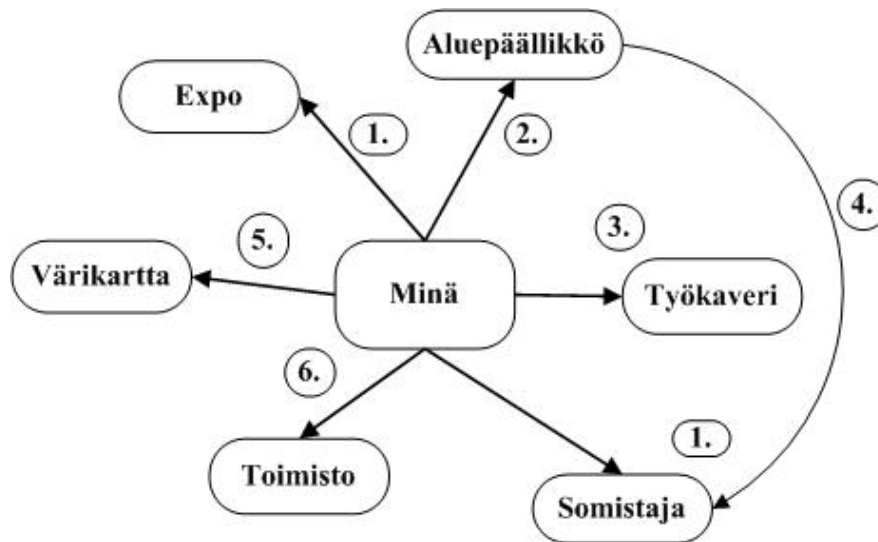 Aluepäällikkö
Expo
1.
2.
4.
3.
5.
Värikartta
Minä
Työkaveri
6.
1.
Toimisto
Somistaja